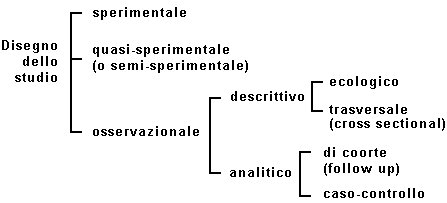 sperimentale
Disegno
dello
studio
quasi-sperimentale
(o semi-sperimentale)
osservazionale
descrittivo
ecologico
trasversale
(cross sectional)
analitico
di coorte
(follow up)
caso-controllo